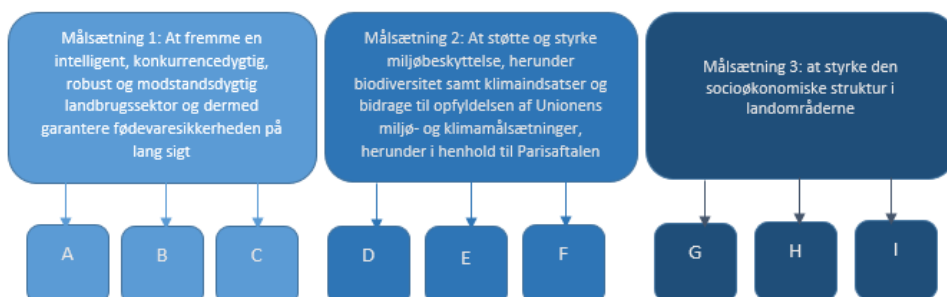 Målsætning 1: At fremme en
intelligent, konkurrencedygtig,
robust og modstandsdygtig
landbrugssektor og dermed
garantere fødevaresikkerheden på
lang sigt
Målsætning 2: At støtte og styrke
miljøbeskyttelse, herunder
biodiversitet samt klimaindsatser og
bidrage til opfyldelsen af Unionens
miljø- og klimamålsætninger,
herunder i henhold til Parisaftalen
Målsætning 3: at styrke den
socioøkonomiske struktur i
landområderne
A
B
C
D
E
F
G
H
I